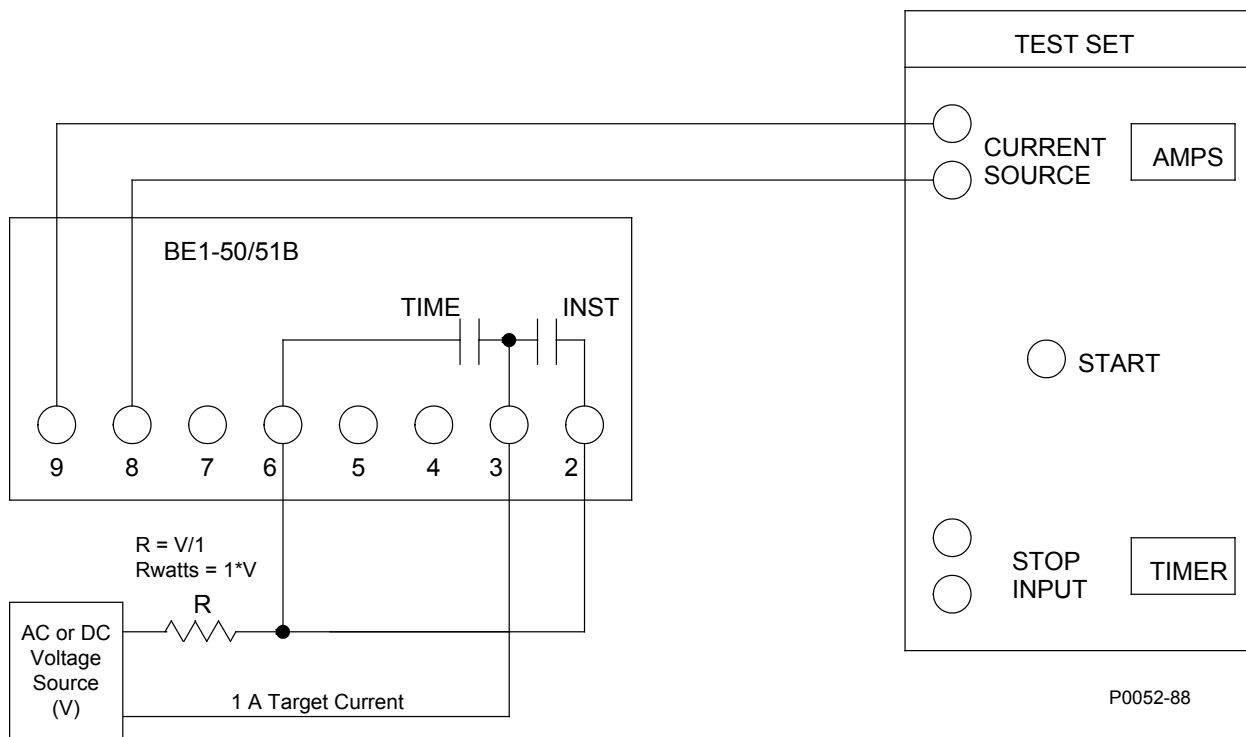 TEST SET
CURRENT
SOURCE
AMPS
BE1-50/51B
TIME
INST
START
9 8 7 6 5 4 3 2
R = V/1
Rwatts = 1*V
R
STOP
INPUT
TIMER
AC or DC
Voltage
Source
(V)
1 A Target Current
P0052-88